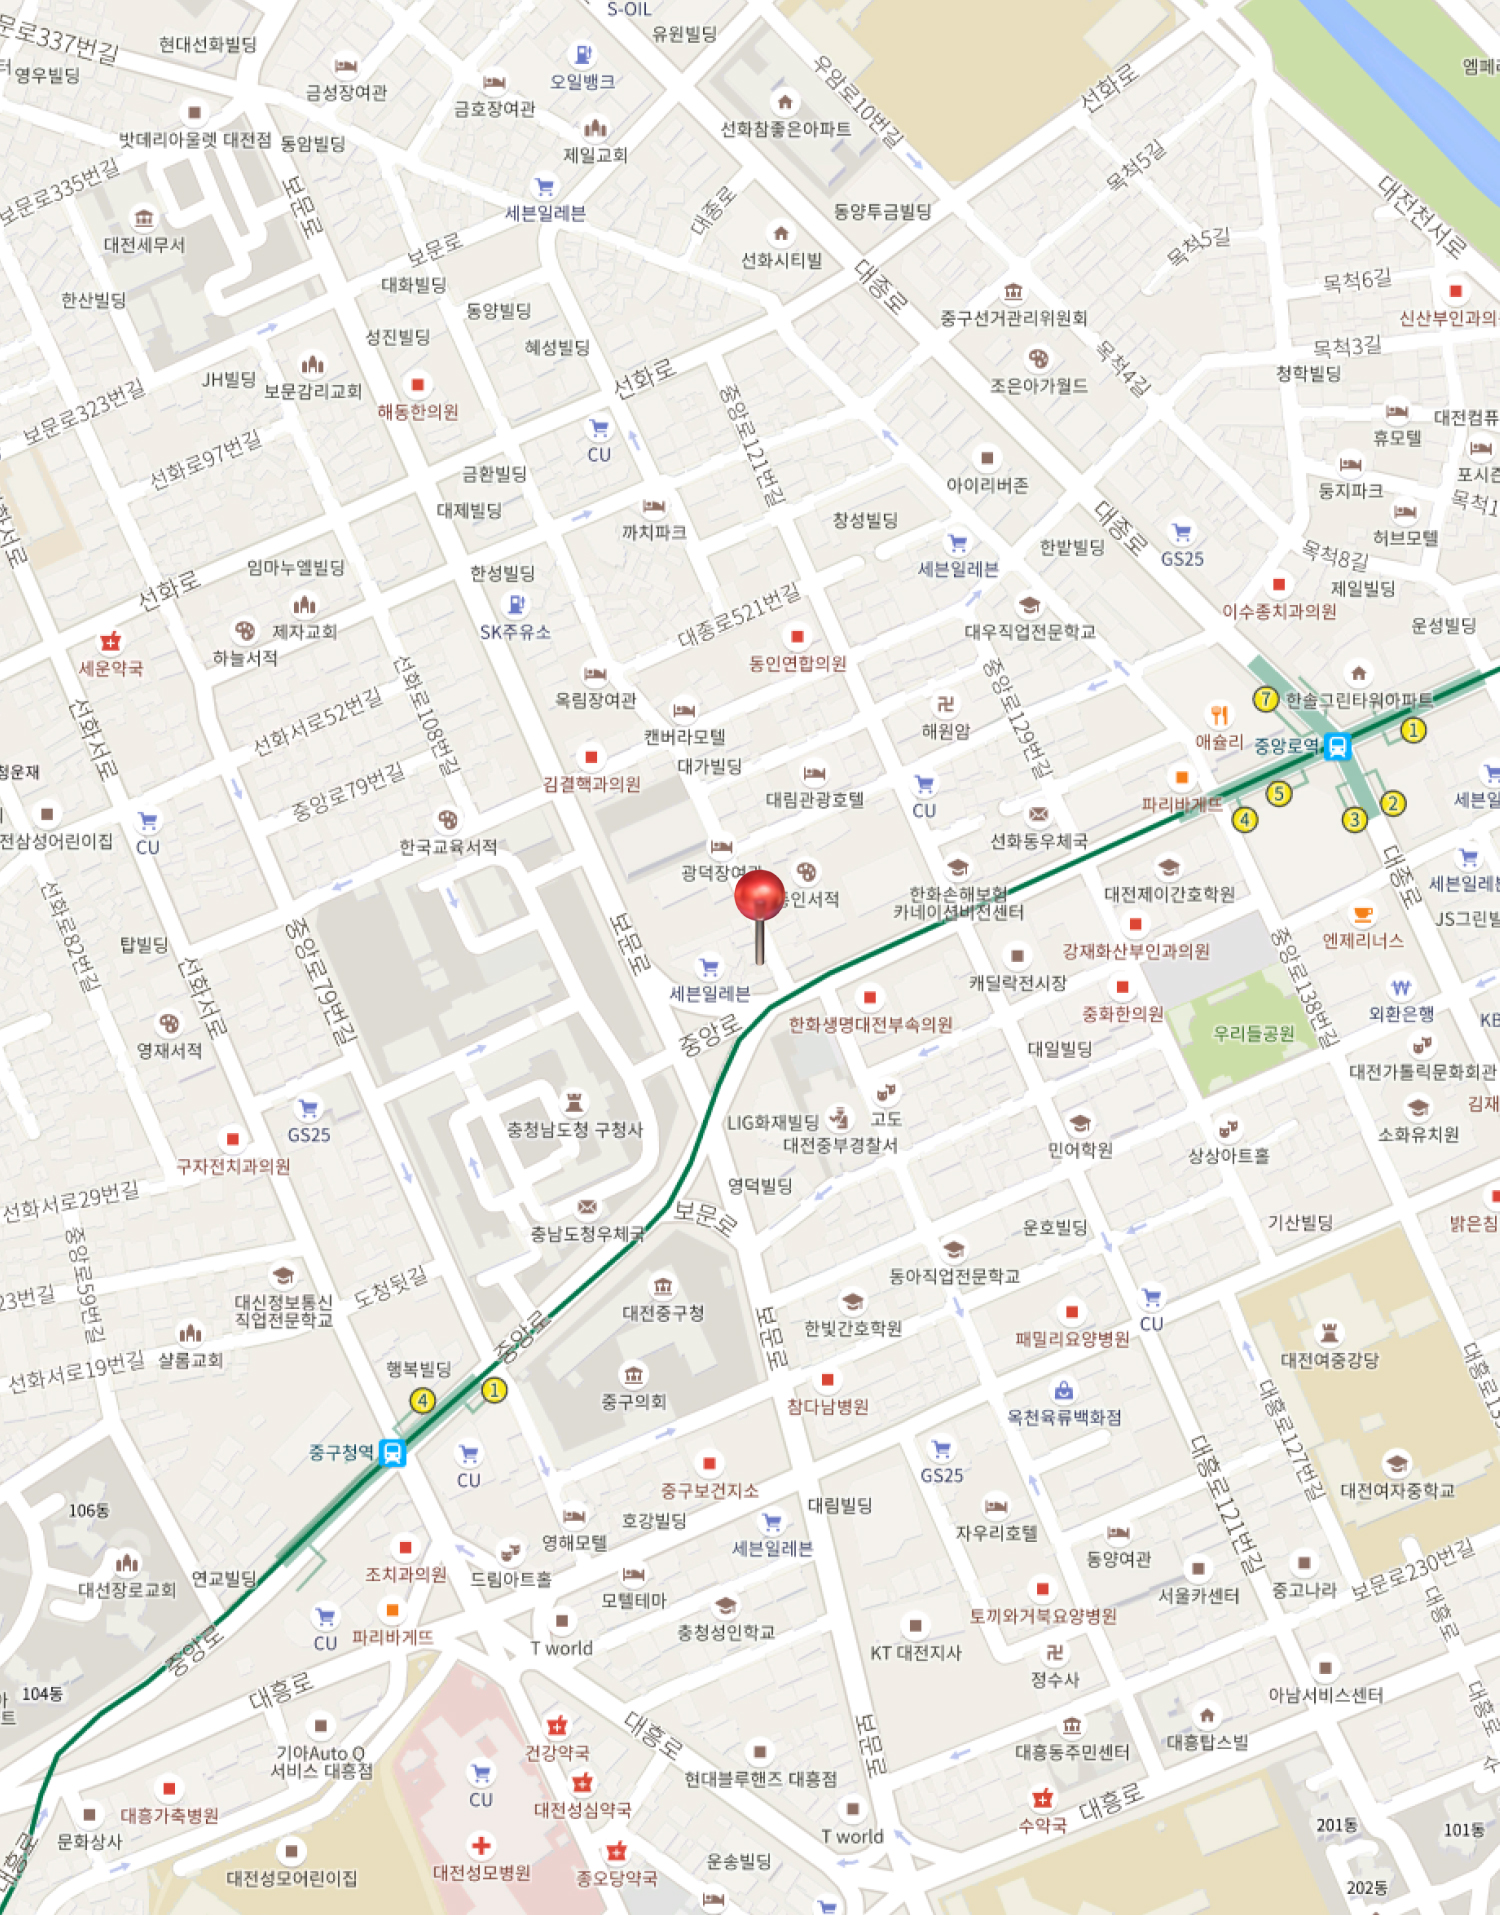 S-OIL
보문로337번길
현대선화빌딩
유원빌딩
영우빌딩
금성장여관
오일뱅크
엠페리
금호장여관
우암로10번길
선화로
밧데리아울렛 대전점
동암빌딩
제일교회
선화참좋은아파트
보문로335번길
보문로
세븐일레븐
대종로
동양투금빌딩
목척5길
대전천서로
대전세무서
보문로
선화시티빌
목척5길
한산빌딩
대화빌딩
대종로
목척6길
동양빌딩
중구선거관리위원회
신산부인과의
성진빌딩
혜성빌딩
목척4길
목척3길
JH빌딩
보문감리교회
선화로
조은아가월드
청학빌딩
보문로323번길
해동한의원
중앙로121번길
휴모텔
대전컴퓨
선화로97번길
CU
금환빌딩
아이리버존
둥지파크
포시즌
대제빌딩
까치파크
창성빌딩
대종로
목척1
허브모텔
한밭빌딩
GS25
임마누엘빌딩
한성빌딩
세븐일레븐
목척8길
선화로
제일빌딩
제자교회
SK주유소
대종로521번길
대우직업전문학교
이수종치과의원
운성빌딩
하늘서적
세운약국
동인연합의원
선화로108번길
옥림장여관
중앙로129번길
선화서로
선화서로52번길
캔버라모텔
해원암
7
한솔그린타워아파트
1
애슐리
중앙로역
청운재
김결핵과의원
대가빌딩
대림관광호텔
중앙로79번길
CU
파리바게뜨
5
2
세븐일
전삼성어린이집
CU
한국교육서적
선화동우체국
4
3
광덕장여관
세븐일레븐
선화로82번길
동인서적
한화손해보험
카네이션비전센터
대전제이간호학원
대종로
탑빌딩
중앙로79번길
보문로
강재화산부인과의원
중앙로138번길
엔제리너스
JS그린빌
선화서로
세븐일레븐
캐딜락전시장
영재서적
중앙로
한화생명대전부속의원
중화한의원
우리들공원
외환은행
KB
대일빌딩
대전가톨릭문화회관
GS25
충청남도청 구청사
LIG화재빌딩
고도
대전중부경찰서
김재
구자전치과의원
민어학원
상상아트홀
소화유치원
선화서로29번길
영덕빌딩
충남도청우체국
보문로
운호빌딩
기산빌딩
밝은침
중앙로59번길
23번길
도청뒷길
동아직업전문학교
대신정보통신
직업전문학교
대전중구청
한빛간호학원
CU
샬롬교회
중앙로
보문로
패밀리요양병원
대전여중강당
선화서로19번길
행복빌딩
4
1
중구의회
참다남병원
옥천육류백화점
대흥로127번길
중구청역
CU
GS25
대흥로121번길
중구보건지소
대전여자중학교
106동
호강빌딩
대림빌딩
영해모텔
세븐일레븐
자우리호텔
동양여관
대선장로교회
연교빌딩
조치과의원
드림아트홀
모텔테마
서울카센터
중고나라
보문로230번길
토끼와거북요양병원
대흥로
CU
파리바게뜨
T world
충청성인학교
KT 대전지사
중앙로
정수사
104동
대흥로
대흥로
보문로
아남서비스센터
대흥로
트
기아Auto Q
서비스 대흥점
건강약국
현대블루핸즈 대흥점
대흥동주민센터
대흥탑스빌
CU
대흥가축병원
대전성심약국
수약국
대흥로
문화상사
T world
201동
101동
대전성모어린이집
대전성모병원
종오당약국
운송빌딩
202동